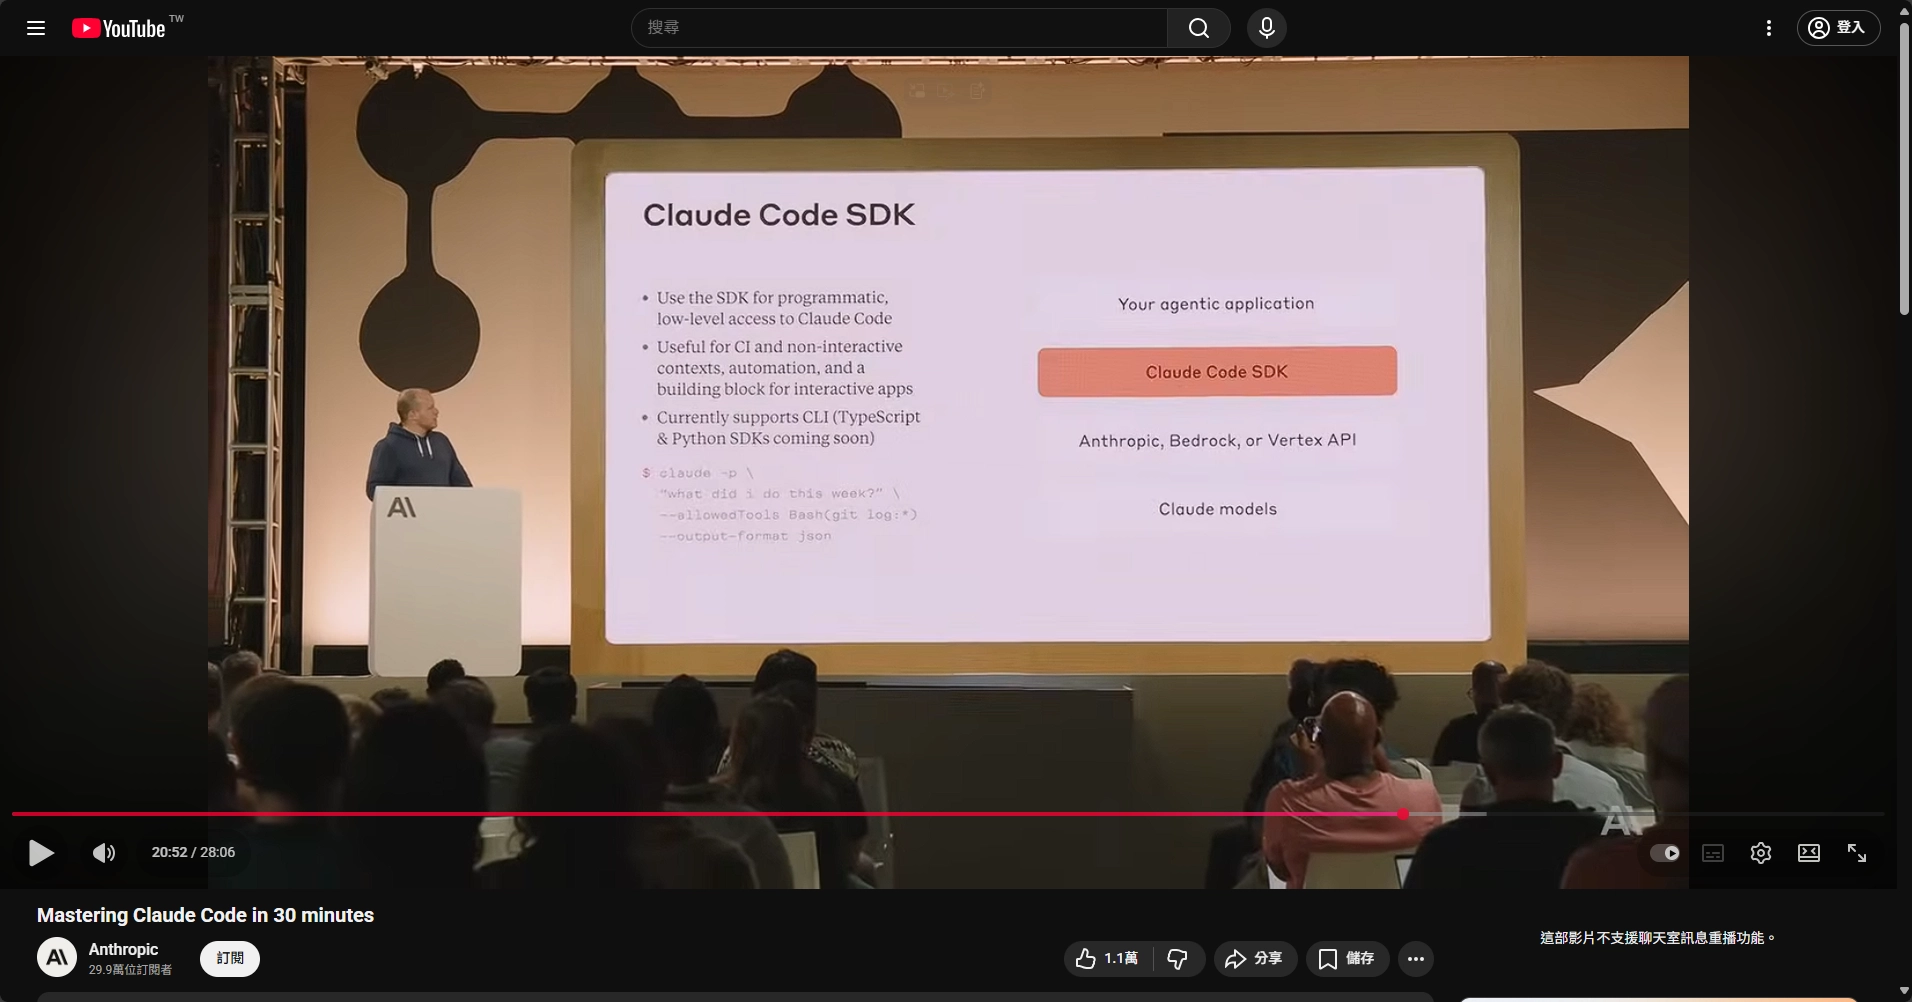 YouTube TW
搜尋
登入
Claude Code SDK
• Use the SDK for programmatic,
low-level access to Claude Code
• Useful for CI and non-interactive
contexts, automation, and a
building block for interactive apps
• Currently supports CLI (TypeScript
& Python SDKs coming soon)
$ claude -p \
"what did i do this week?" \
--allowedTools Bash(git log:*)
--output-format json
Your agentic application
Claude Code SDK
Anthropic, Bedrock, or Vertex API
Claude models
20:52 / 28:06
Mastering Claude Code in 30 minutes
Anthropic
29.9萬位訂閱者
訂閱
1.1萬
分享
儲存
這部影片不支援聊天室訊息重播功能。